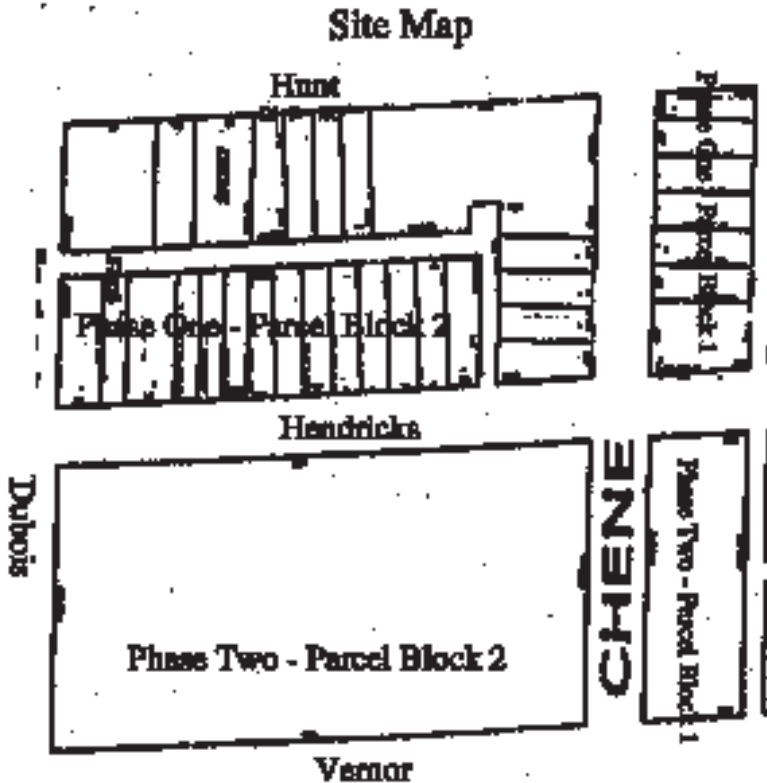 Site Map
Hunt
Phase One - Parcel Block 1
Phase One - Parcel Block 2
Hendricks
Dubois
CHENE
Phase Two - Parcel Block 1
Phase Two - Parcel Block 2
Vernor